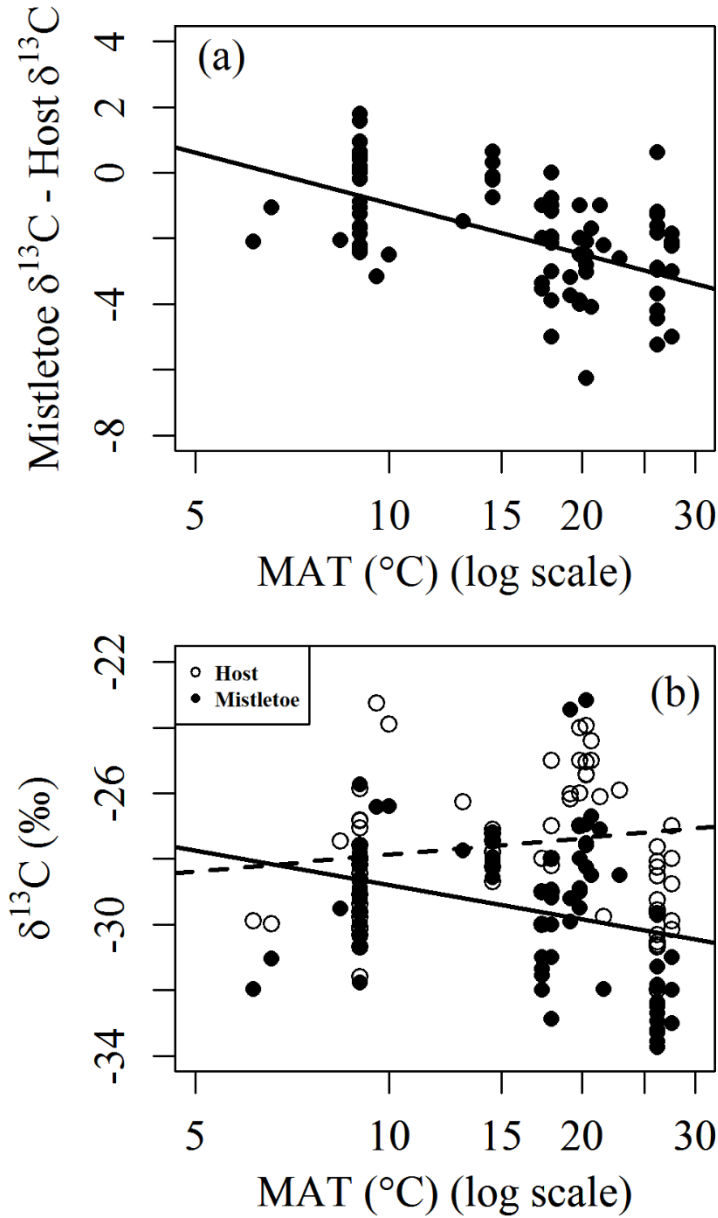 (a)
Mistletoe δ¹³C - Host δ¹³C
4
2
0
-4
-8
5
10
15
20
30
MAT (°C) (log scale)
(b)
Host
Mistletoe
δ¹³C (‰)
-22
-26
-30
-34
5
10
15
20
30
MAT (°C) (log scale)